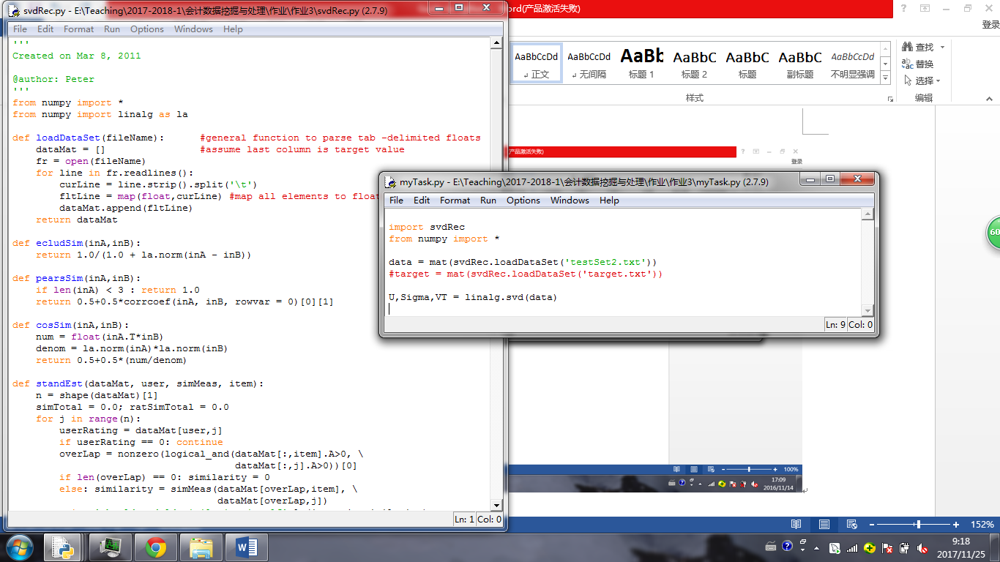 svdRec.py - E:\Teaching\2017-2018-1\会计数据挖掘与处理\作业\作业3\svdRec.py (2.7.9)
File Edit Format Run Options Windows Help
'''
Created on Mar 8, 2011
@author: Peter
'''
from numpy import *
from numpy import linalg as la
def loadDataSet(fileName): #general function to parse tab -delimited floats
dataMat = [] #assume last column is target value
fr = open(fileName)
for line in fr.readlines():
curLine = line.strip().split('\t')
fltLine = map(float,curLine) #map all elements to float
dataMat.append(fltLine)
return dataMat
def ecludSim(inA,inB):
return 1.0/(1.0 + la.norm(inA - inB))
def pearsSim(inA,inB):
if len(inA) < 3 : return 1.0
return 0.5+0.5*corrcoef(inA, inB, rowvar = 0)[0][1]
def cosSim(inA,inB):
num = float(inA.T*inB)
denom = la.norm(inA)*la.norm(inB)
return 0.5+0.5*(num/denom)
def standEst(dataMat, user, simMeas, item):
n = shape(dataMat)[1]
simTotal = 0.0; ratSimTotal = 0.0
for j in range(n):
userRating = dataMat[user,j]
if userRating == 0: continue
overLap = nonzero(logical_and(dataMat[:,item].A>0, \
dataMat[:,j].A>0))[0]
if len(overLap) == 0: similarity = 0
else: similarity = simMeas(dataMat[overLap,item], \
dataMat[overLap,j])
Ln: 1 Col: 0
ord(产品激活失败)
登录
AaBbCcDd AaBbCcDd AaBb AaBbC AaBbC AaBbC AaBbCcDd
正文 无间隔 标题 1 标题 2 标题 副标题 不明显强调
样式
查找
替换
选择
编辑
产品激活失败)
登录
myTask.py - E:\Teaching\2017-2018-1\会计数据挖掘与处理\作业\作业3\myTask.py (2.7.9)
File Edit Format Run Options Windows Help
import svdRec
from numpy import *
data = mat(svdRec.loadDataSet('testSet2.txt'))
#target = mat(svdRec.loadDataSet('target.txt'))
U,Sigma,VT = linalg.svd(data)
Ln: 9 Col: 0
60
100%
17:09
2016/11/14
152%
9:18
2017/11/25